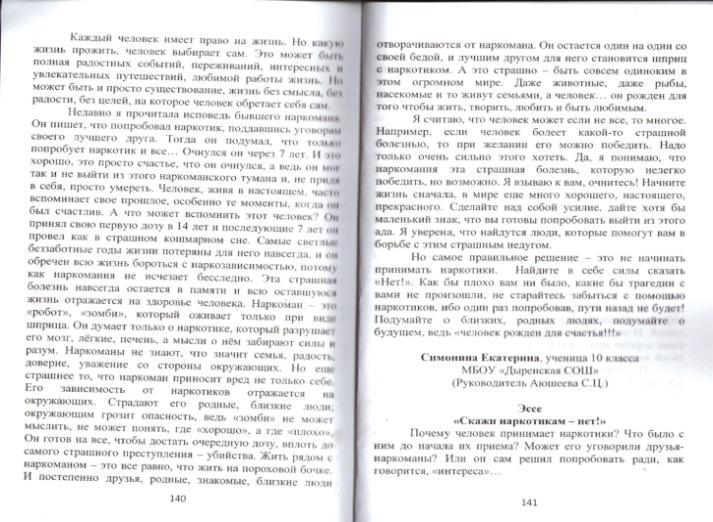 Каждый человек имеет право на жизнь. Но какую
жизнь прожить, человек выбирает сам. Это может быть
полная радостных событий, переживаний, интересных и
увлекательных путешествий, любимой работы жизнь. Но
может быть и просто существование, жизнь без смысла, без
радости, без целей, на которое человек обретает себя сам.
Недавно я прочитала исповедь бывшего наркомана.
Он пишет, что попробовал наркотик, поддавшись уговорам
своего лучшего друга. Тогда он подумал, что только
попробует наркотик и все… Очнулся он через 7 лет. И это
хорошо, это просто счастье, что он очнулся, а ведь он мог
так и не выйти из этого наркоманского тумана и, не придя
в себя, просто умереть. Человек, живя в настоящем, часто
вспоминает свое прошлое, особенно те моменты, когда он
был счастлив. А что может вспомнить этот человек? Он
принял свою первую дозу в 14 лет и последующие 7 лет он
провел как в страшном кошмарном сне. Самые светлые
беззаботные годы жизни потеряны для него навсегда, и он
обречен всю жизнь бороться с наркозависимостью, потому
как наркомания не исчезает бесследно. Эта страшная
болезнь навсегда остается в памяти и всю оставшуюся
жизнь отражается на здоровье человека. Наркоман – это
«робот», «зомби», который оживает только при виде
шприца. Он думает только о наркотике, который разрушает
его мозг, лёгкие, печень, а мысли о нём забирают силы и
разум. Наркоманы не знают, что значит семья, радость,
доверие, уважение со стороны окружающих. Но еще
страшнее то, что наркоман приносит вред не только себе.
Его зависимость от наркотиков отражается на
окружающих. Страдают его родные, близкие люди;
окружающим грозит опасность, ведь «зомби» не может
мыслить, не может понять, где «хорошо», а где «плохо».
Он готов на все, чтобы достать очередную дозу, вплоть до
самого страшного преступления – убийства. Жить рядом с
наркоманом – это все равно, что жить на пороховой бочке.
И постепенно друзья, родные, знакомые, близкие люди
140
отворачиваются от наркомана. Он остается один на один со
своей бедой, и лучшим другом для него становится шприц
с наркотиком. А это страшно – быть совсем одиноким в
этом огромном мире. Даже животные, даже рыбы,
насекомые и то живут семьями, а человек… он рожден для
того чтобы жить, творить, любить и быть любимым.
Я считаю, что человек может если не все, то многое.
Например, если человек болеет какой-то страшной
болезнью, то при желании его можно победить. Надо
только очень сильно этого хотеть. Да, я понимаю, что
наркомания эта страшная болезнь, которую нелегко
победить, но возможно. Я взываю к вам, очнитесь! Начните
жизнь сначала, в мире еще много хорошего, настоящего,
прекрасного. Сделайте над собой усилие, дайте хотя бы
маленький знак, что вы готовы попробовать выйти из этого
ада. Я уверена, что найдутся люди, которые помогут вам в
борьбе с этим страшным недугом.
Но самое правильное решение – это не начинать
принимать наркотики. Найдите в себе силы сказать
«Нет!». Как бы плохо вам ни было, какие бы трагедии с
вами не произошли, не старайтесь забыться с помощью
наркотиков, ибо один раз попробовав, пути назад не будет!
Подумайте о близких, родных людях, подумайте о
будущем, ведь «человек рожден для счастья!!!»
Симонина Екатерина, ученица 10 класса
МБОУ «Дыренская СОШ»
(Руководитель Аюшеева С.Ц.)
Эссе
«Скажи наркотикам – нет!»
Почему человек принимает наркотики? Что было с
ним до начала их приема? Может его уговорили друзья-
наркоманы? Или он сам решил попробовать ради, как
говорится, «интереса»…
141